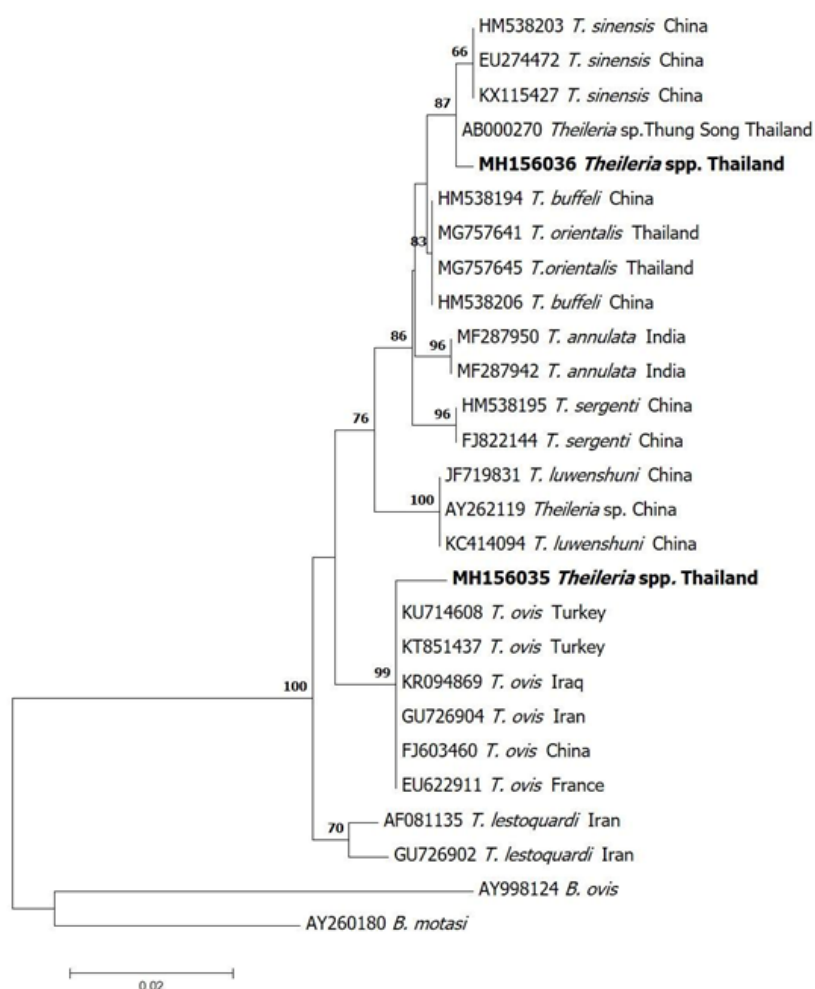 HM538203 T. sinensis China
66
EU274472 T. sinensis China
KX115427 T. sinensis China
87
AB000270 Theileria sp.Thung Song Thailand
MH156036 Theileria spp. Thailand
HM538194 T. buffeli China
MG757641 T. orientalis Thailand
83
MG757645 T.orientalis Thailand
HM538206 T. buffeli China
86
MF287950 T. annulata India
96
MF287942 T. annulata India
HM538195 T. sergenti China
96
FJ822144 T. sergenti China
76
JF719831 T. luwenshuni China
100
AY262119 Theileria sp. China
KC414094 T. luwenshuni China
MH156035 Theileria spp. Thailand
KU714608 T. ovis Turkey
KT851437 T. ovis Turkey
99
KR094869 T. ovis Iraq
100
GU726904 T. ovis Iran
FJ603460 T. ovis China
EU622911 T. ovis France
AF081135 T. lestoquardi Iran
70
GU726902 T. lestoquardi Iran
AY998124 B. ovis
AY260180 B. motasi
0.02